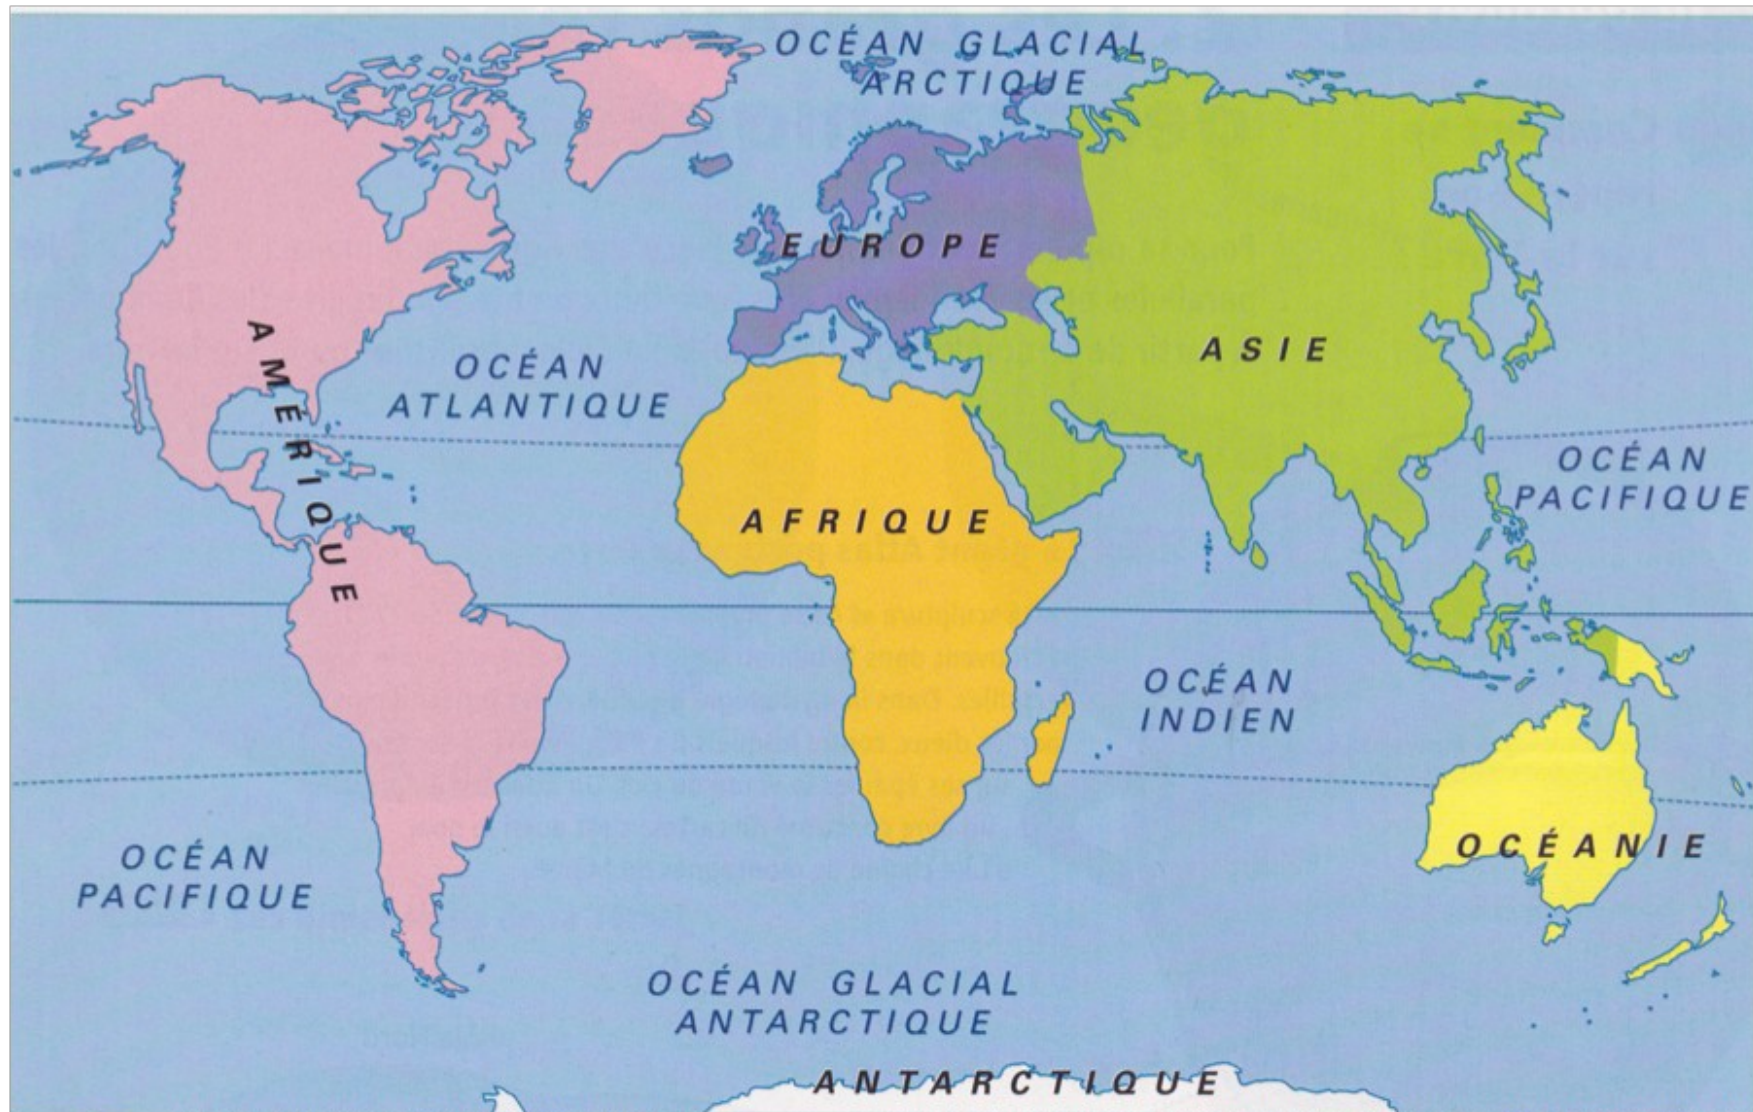 OCÉAN GLACIAL
ARCTIQUE
EUROPE
ASIE
AMÉRIQUE
OCÉAN
ATLANTIQUE
OCÉAN
PACIFIQUE
AFRIQUE
OCÉAN
INDIEN
OCÉAN
PACIFIQUE
OCÉANIE
OCÉAN GLACIAL
ANTARCTIQUE
ANTARCTIQUE